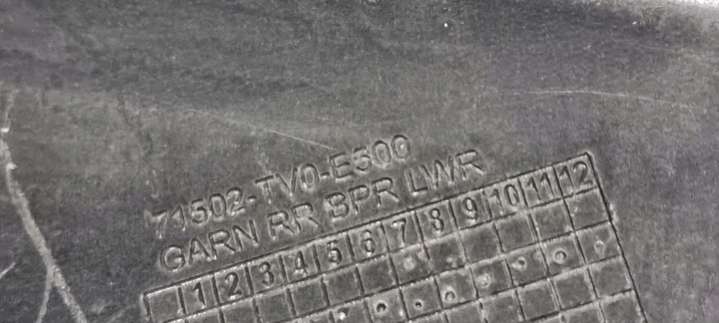 71502-TV0-E500
GARN RR BPR LWR
1 2 3 4 5 6 7 8 9 10 11 12